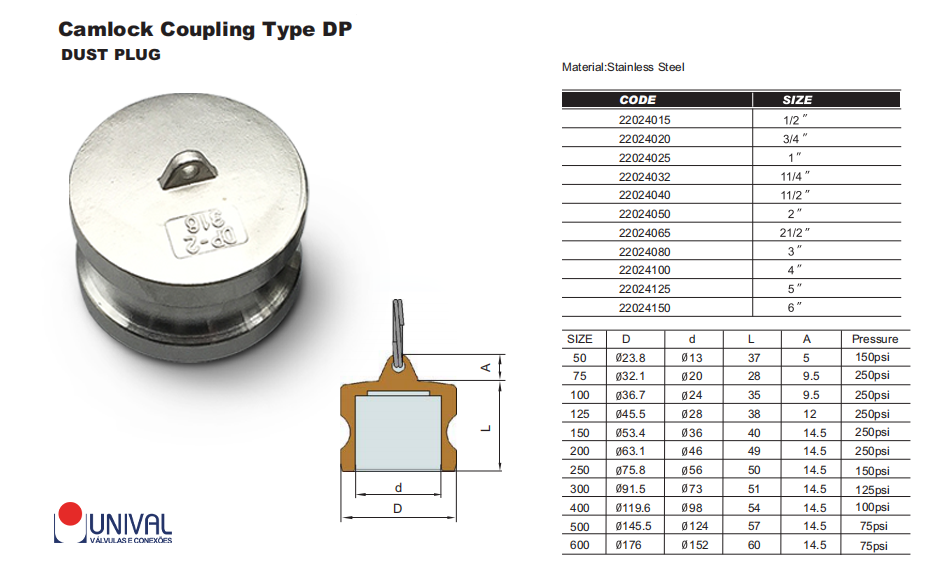 Camlock Coupling Type DP
DUST PLUG
Material:Stainless Steel
CODE SIZE
22024015 1/2″
22024020 3/4″
22024025 1″
22024032 11/4″
22024040 11/2″
22024050 2″
22024065 21/2″
22024080 3″
22024100 4″
22024125 5″
22024150 6″
SIZE D d L A Pressure
50 Ø23.8 Ø13 37 5 150psi
75 Ø32.1 Ø20 28 9.5 250psi
100 Ø36.7 Ø24 35 9.5 250psi
125 Ø45.5 Ø28 38 12 250psi
150 Ø53.4 Ø36 40 14.5 250psi
200 Ø63.1 Ø46 49 14.5 250psi
250 Ø75.8 Ø56 50 14.5 150psi
300 Ø91.5 Ø73 51 14.5 125psi
400 Ø119.6 Ø98 54 14.5 100psi
500 Ø145.5 Ø124 57 14.5 75psi
600 Ø176 Ø152 60 14.5 75psi
DP-2
316
A
L
d
D
UNIVAL
VÁLVULAS E CONEXÕES